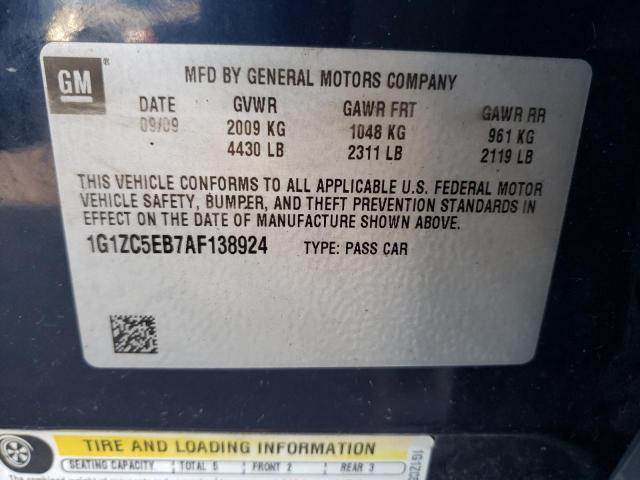 GM ®
MFD BY GENERAL MOTORS COMPANY
DATE GVWR GAWR FRT GAWR RR
09/09 2009 KG 1048 KG 961 KG
4430 LB 2311 LB 2119 LB
THIS VEHICLE CONFORMS TO ALL APPLICABLE U.S. FEDERAL MOTOR
VEHICLE SAFETY, BUMPER, AND THEFT PREVENTION STANDARDS IN
EFFECT ON THE DATE OF MANUFACTURE SHOWN ABOVE.
1G1ZC5EB7AF138924 TYPE: PASS CAR
TIRE AND LOADING INFORMATION
SEATING CAPACITY TOTAL 5 FRONT 2 REAR 3
1G1ZC5